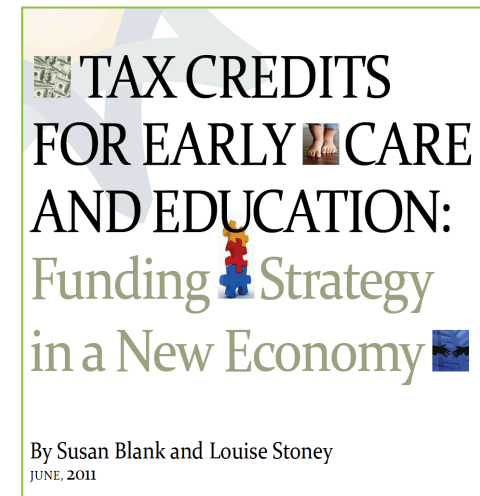 TAX CREDITS
FOR EARLY CARE
AND EDUCATION:
Funding Strategy
in a New Economy
By Susan Blank and Louise Stoney
JUNE, 2011